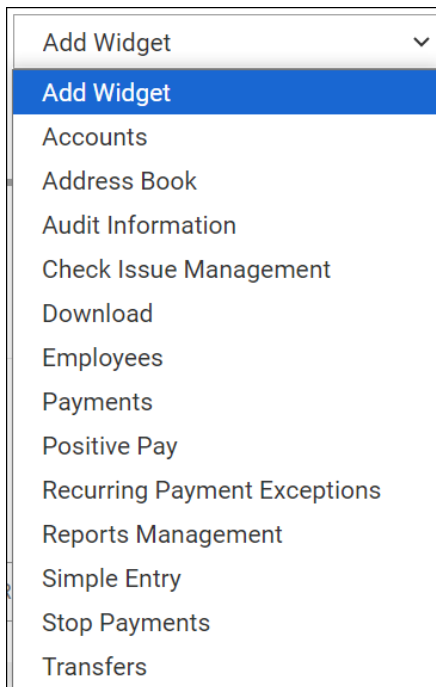 Add Widget
Add Widget
Accounts
Address Book
Audit Information
Check Issue Management
Download
Employees
Payments
Positive Pay
Recurring Payment Exceptions
Reports Management
Simple Entry
Stop Payments
Transfers